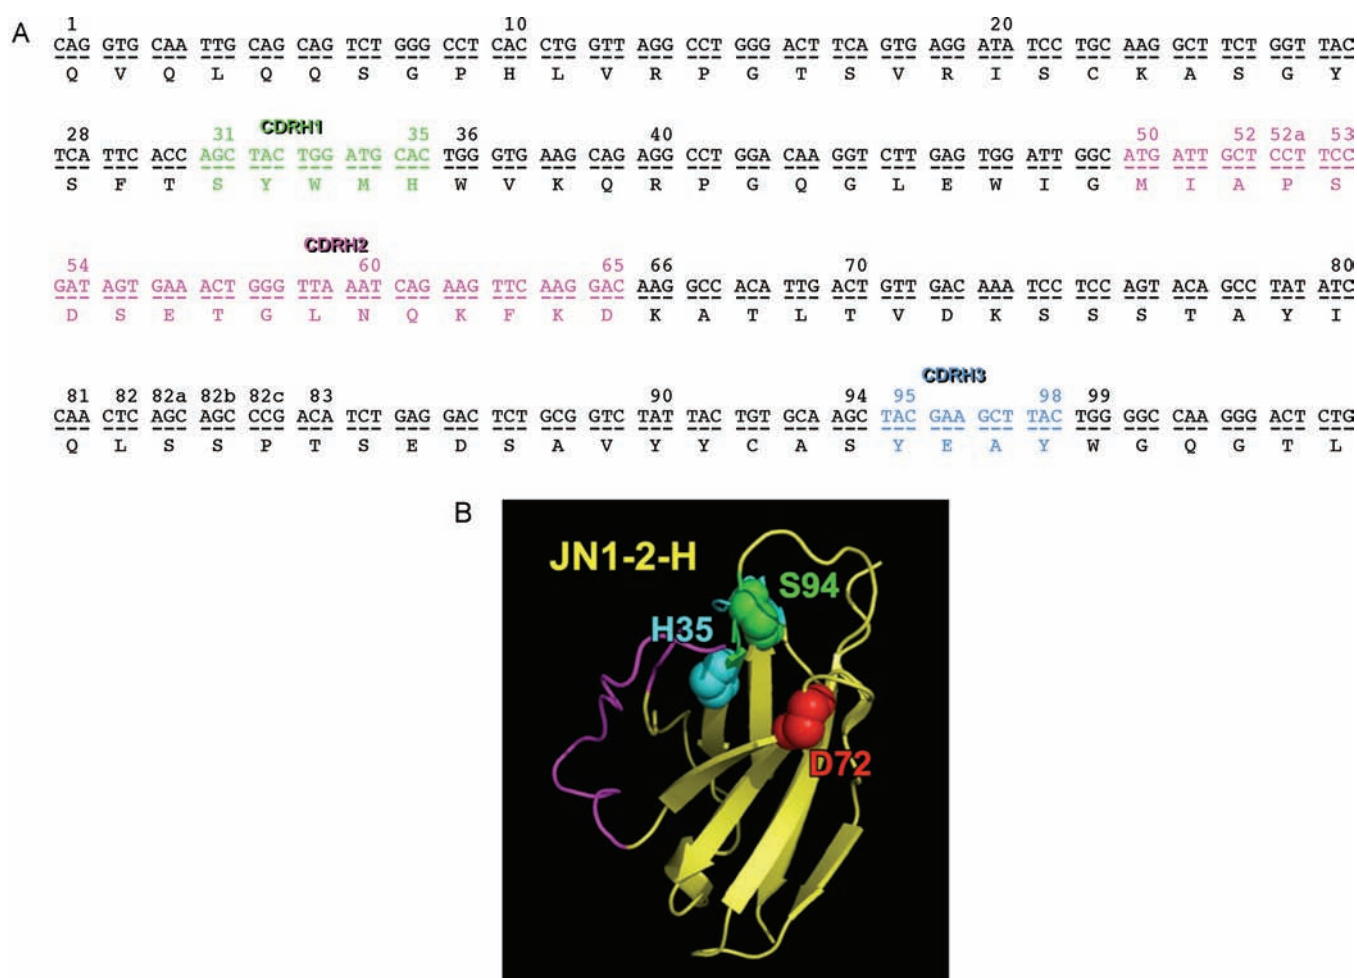 A
1 10 20
CAG GTG CAA TTG CAG CAG TCT GGG CCT CAC CTG GTT AGG CCT GGG ACT TCA GTG AGG ATA TCC TGC AAG GCT TCT GGT TAC
Q V Q L Q Q S G P H L V R P G T S V R I S C K A S G Y
CDRH1
28 31 35 36 40 50 52 52a 53
TCA TTC ACC AGC TAC TGG ATG CAC TGG GTG AAG CAG AGG CCT GGA CAA GGT CTT GAG TGG ATT GGC ATG ATT GCT CCT TCC
S F T S Y W M H W V K Q R P G Q G L E W I G M I A P S
CDRH2
54 60 65 66 70 80
GAT AGT GAA ACT GGG TTA AAT CAG AAG TTC AAG GAC AAG GCC ACA TTG ACT GTT GAC AAA TCC TCC AGT ACA GCC TAT ATC
D S E T G L N Q K F K D K A T L T V D K S S S T A Y I
CDRH3
81 82 82a 82b 82c 83 90 94 95 98 99
CAA CTC AGC AGC CCG ACA TCT GAG GAC TCT GCG GTC TAT TAC TGT GCA AGC TAC GAA GCT TAC TGG GGC CAA GGG ACT CTG
Q L S S P T S E D S A V Y Y C A S Y E A Y W G Q G T L
B
JN1-2-H
S94
H35
D72